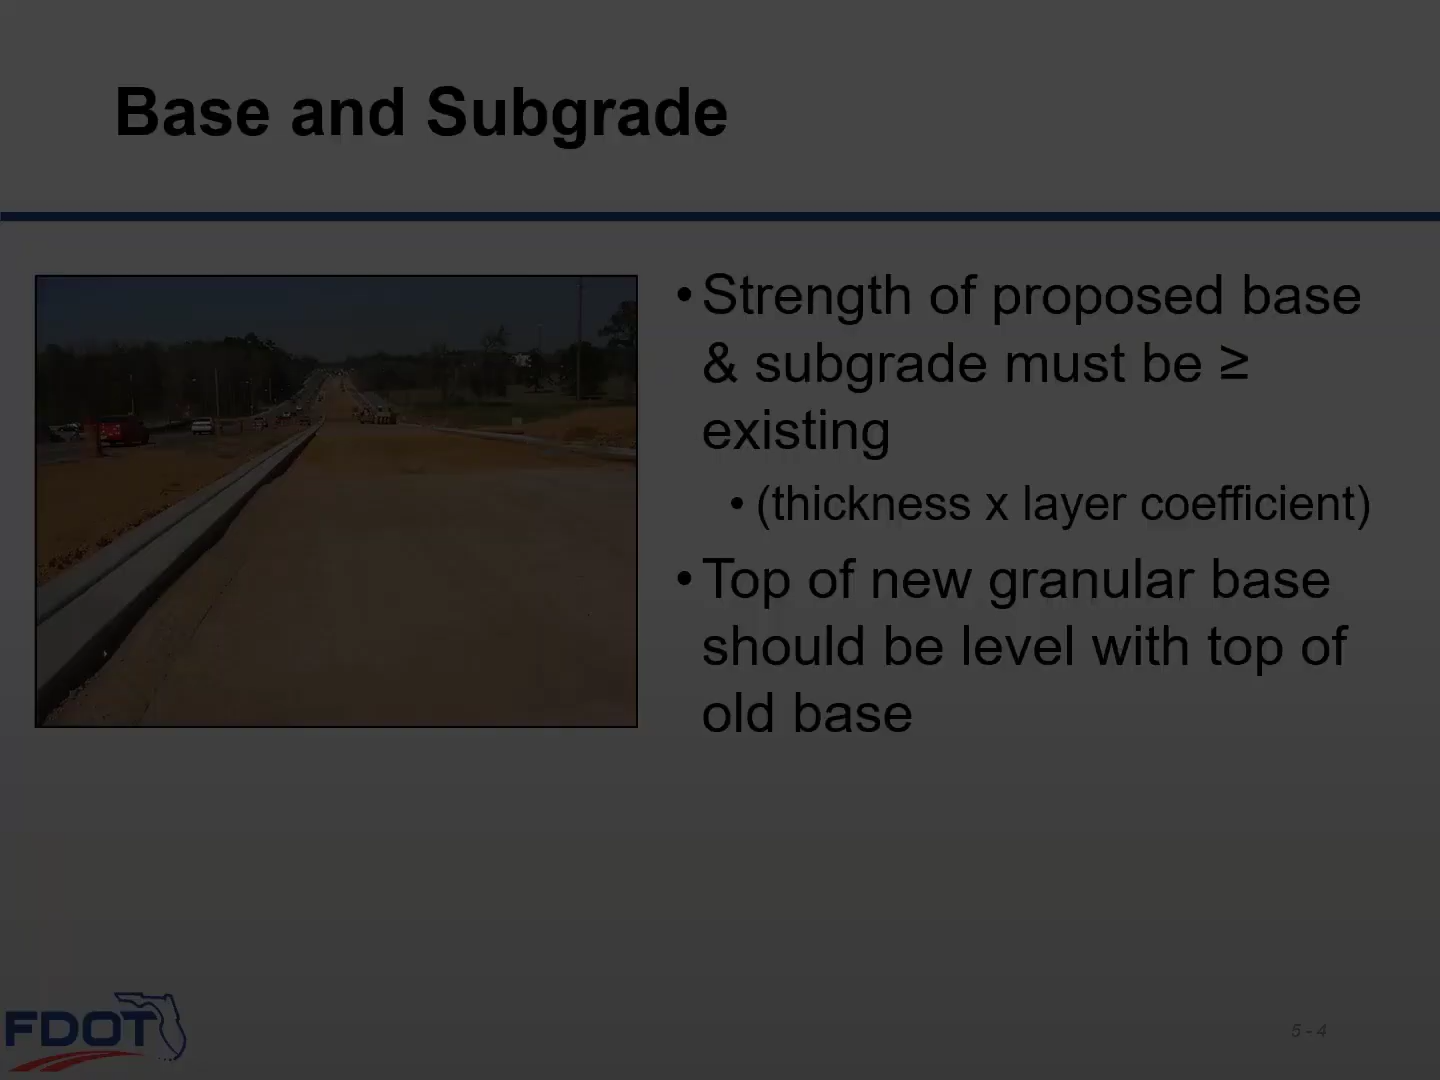 Base and Subgrade
• Strength of proposed base
& subgrade must be ≥
existing
• (thickness x layer coefficient)
• Top of new granular base
should be level with top of
old base
FDOT
5 - 4